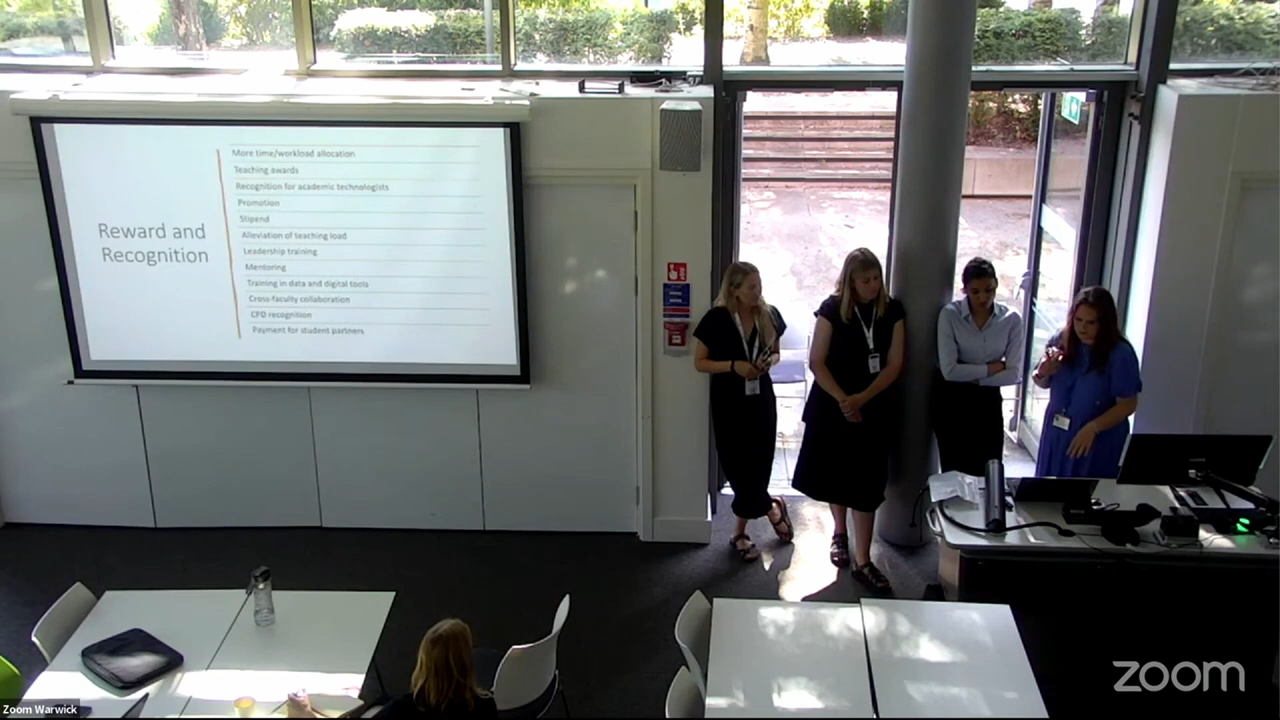 Reward and
Recognition
More time/workload allocation
Teaching awards
Recognition for academic technologists
Promotion
Stipend
Alleviation of teaching load
Leadership training
Mentoring
Training in data and digital tools
Cross-faculty collaboration
CPD recognition
Payment for student partners
zoom
Zoom Warwick